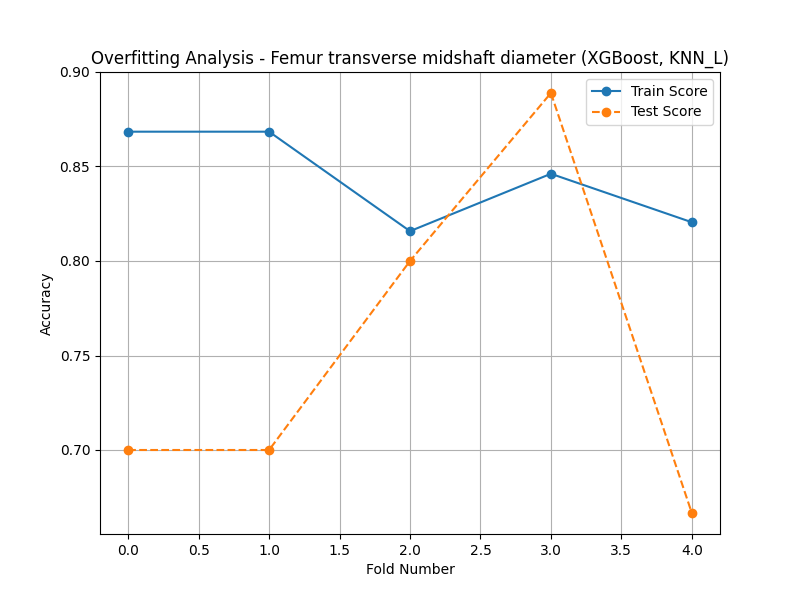 Overfitting Analysis - Femur transverse midshaft diameter (XGBoost, KNN_L)
Train Score
Test Score
Accuracy
0.90
0.85
0.80
0.75
0.70
0.0 0.5 1.0 1.5 2.0 2.5 3.0 3.5 4.0
Fold Number